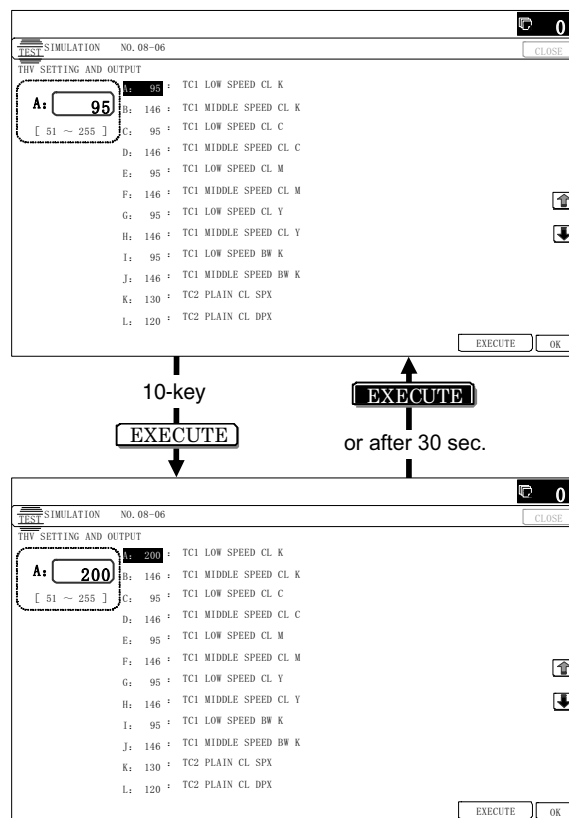 0
TEST SIMULATION NO. 08-06
CLOSE
THV SETTING AND OUTPUT
A: 95
[ 51 ~ 255 ]
A: 95 : TC1 LOW SPEED CL K
B: 146 : TC1 MIDDLE SPEED CL K
C: 95 : TC1 LOW SPEED CL C
D: 146 : TC1 MIDDLE SPEED CL C
E: 95 : TC1 LOW SPEED CL M
F: 146 : TC1 MIDDLE SPEED CL M
G: 95 : TC1 LOW SPEED CL Y
H: 146 : TC1 MIDDLE SPEED CL Y
I: 95 : TC1 LOW SPEED BW K
J: 146 : TC1 MIDDLE SPEED BW K
K: 130 : TC2 PLAIN CL SPX
L: 120 : TC2 PLAIN CL DPX
EXECUTE OK
10-key
EXECUTE
EXECUTE
or after 30 sec.
0
TEST SIMULATION NO. 08-06
CLOSE
THV SETTING AND OUTPUT
A: 200
[ 51 ~ 255 ]
A: 200 : TC1 LOW SPEED CL K
B: 146 : TC1 MIDDLE SPEED CL K
C: 95 : TC1 LOW SPEED CL C
D: 146 : TC1 MIDDLE SPEED CL C
E: 95 : TC1 LOW SPEED CL M
F: 146 : TC1 MIDDLE SPEED CL M
G: 95 : TC1 LOW SPEED CL Y
H: 146 : TC1 MIDDLE SPEED CL Y
I: 95 : TC1 LOW SPEED BW K
J: 146 : TC1 MIDDLE SPEED BW K
K: 130 : TC2 PLAIN CL SPX
L: 120 : TC2 PLAIN CL DPX
EXECUTE OK